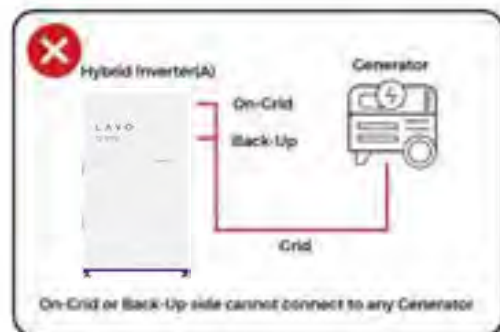 Hybrid Inverter(A)
Generator
On-Grid
LAVO
Back-Up
Grid
On-Grid or Back-Up side cannot connect to any Generator